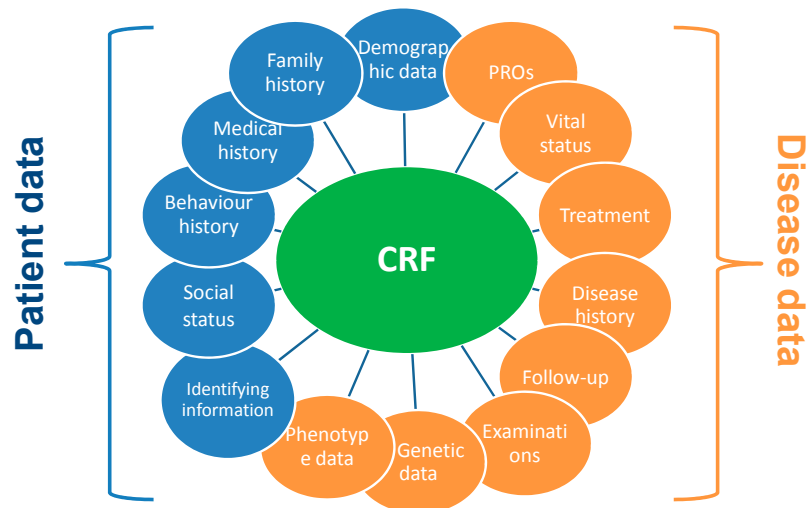 Patient data
Demograp
hic data
Family
history
Medical
history
Behaviour
history
Social
status
Identifying
information
CRF
PROs
Vital
status
Treatment
Disease
history
Follow-up
Examinati
ons
Genetic
data
Phenotyp
e data
Disease data